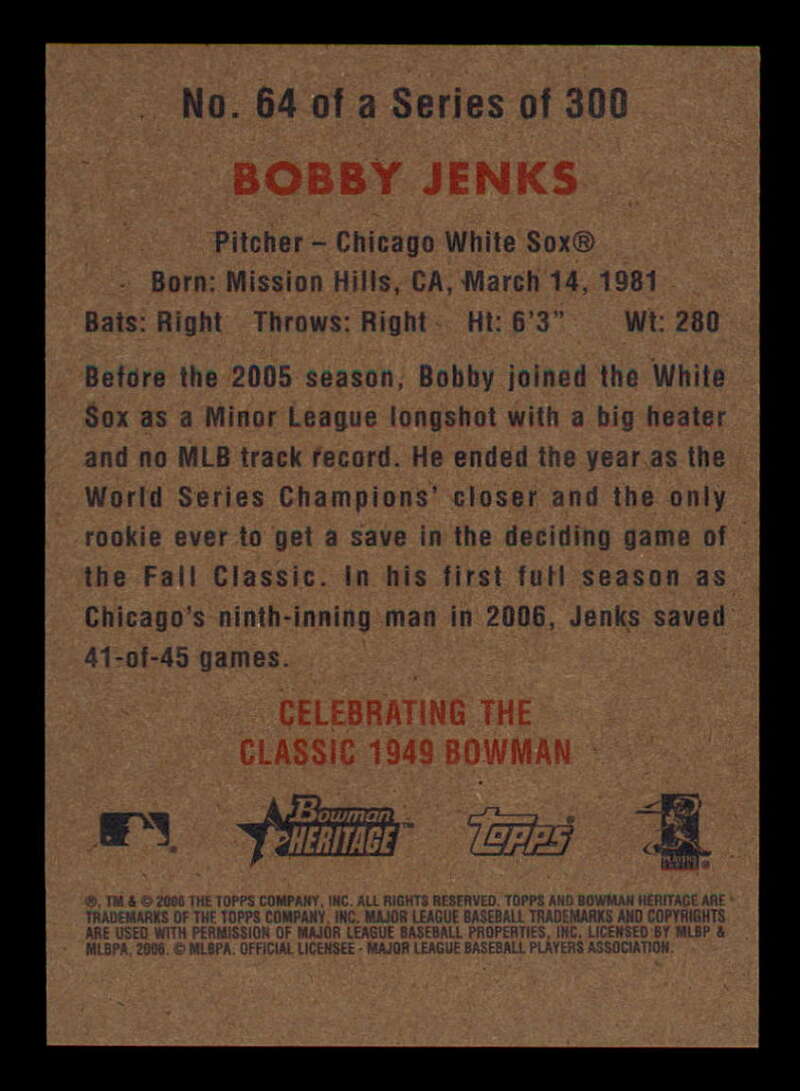 No. 64 of a Series of 300
BOBBY JENKS
Pitcher – Chicago White Sox®
Born: Mission Hills, CA, March 14, 1981
Bats: Right Throws: Right Ht: 6'3" Wt: 280
Before the 2005 season, Bobby joined the White
Sox as a Minor League longshot with a big heater
and no MLB track record. He ended the year as the
World Series Champions' closer and the only
rookie ever to get a save in the deciding game of
the Fall Classic. In his first full season as
Chicago's ninth-inning man in 2006, Jenks saved
41-of-45 games.
CELEBRATING THE
CLASSIC 1949 BOWMAN
Bowman
HERITAGE™
TOPPS
®, TM & © 2006 THE TOPPS COMPANY, INC. ALL RIGHTS RESERVED. TOPPS AND BOWMAN HERITAGE ARE
TRADEMARKS OF THE TOPPS COMPANY, INC. MAJOR LEAGUE BASEBALL TRADEMARKS AND COPYRIGHTS
ARE USED WITH PERMISSION OF MAJOR LEAGUE BASEBALL PROPERTIES, INC. LICENSED BY MLBP &
MLBPA, 2006. © MLBPA. OFFICIAL LICENSEE - MAJOR LEAGUE BASEBALL PLAYERS ASSOCIATION.